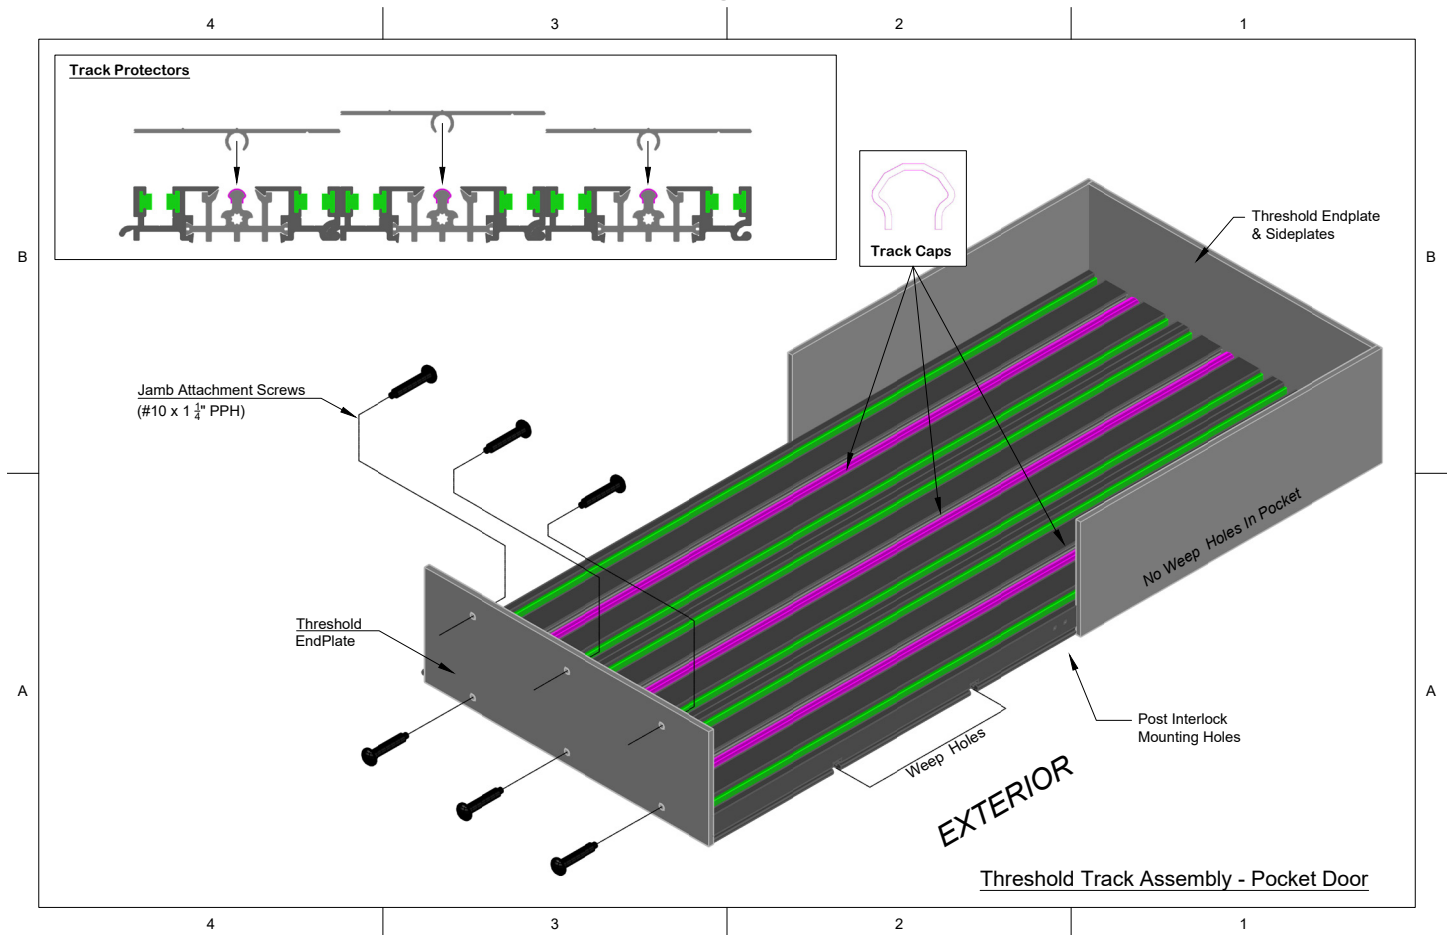 4 3 2 1
Track Protectors
Track Caps
Threshold Endplate
& Sideplates
B B
Jamb Attachment Screws
(#10 x 1 1/4" PPH)
No Weep Holes In Pocket
Threshold
EndPlate
A A
Post Interlock
Mounting Holes
Weep Holes
EXTERIOR
Threshold Track Assembly - Pocket Door
4 3 2 1